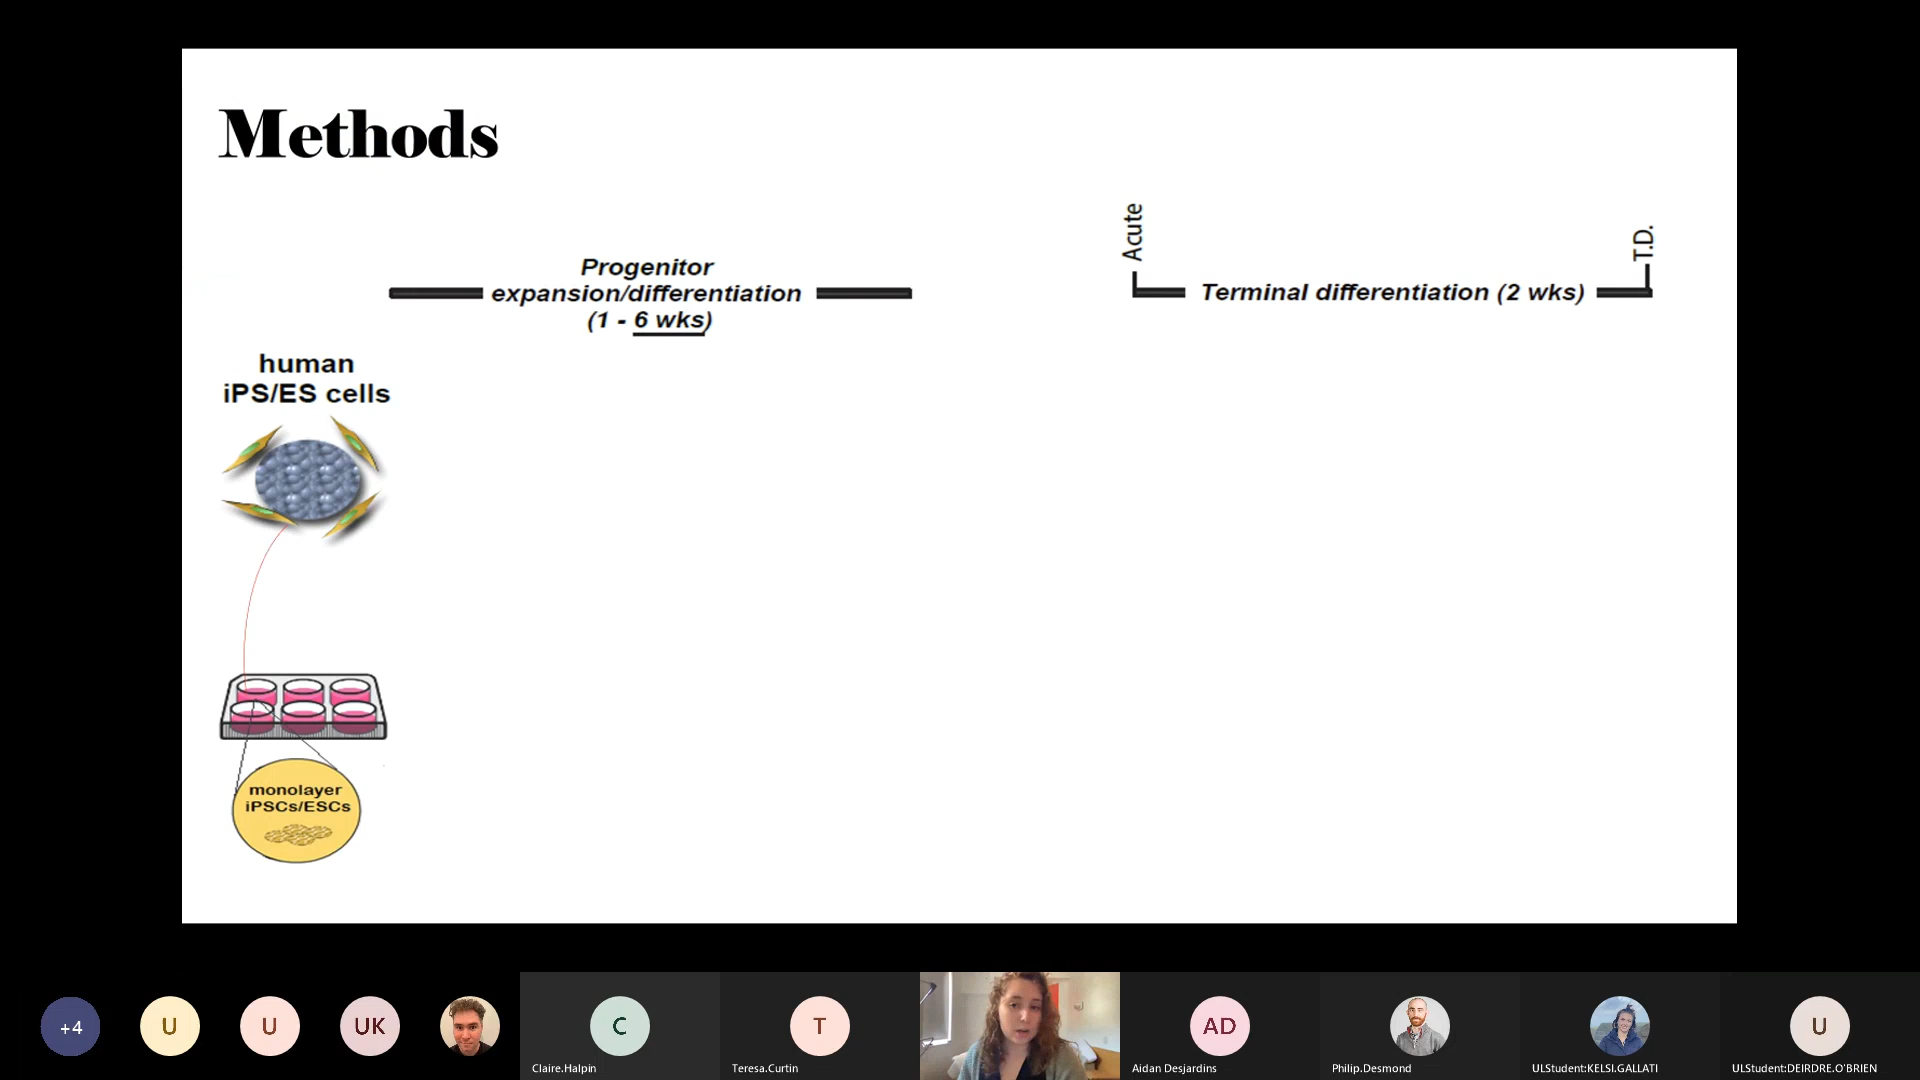 Methods
Acute
T.D.
Progenitor
expansion/differentiation
(1 - 6 wks)
Terminal differentiation (2 wks)
human
iPS/ES cells
monolayer
iPSCs/ESCs
+4
U
U
UK
C
T
AD
U
Claire.Halpin
Teresa.Curtin
Aidan Desjardins
Philip.Desmond
ULStudent:KELSI.GALLATI
ULStudent:DEIRDRE.O'BRIEN